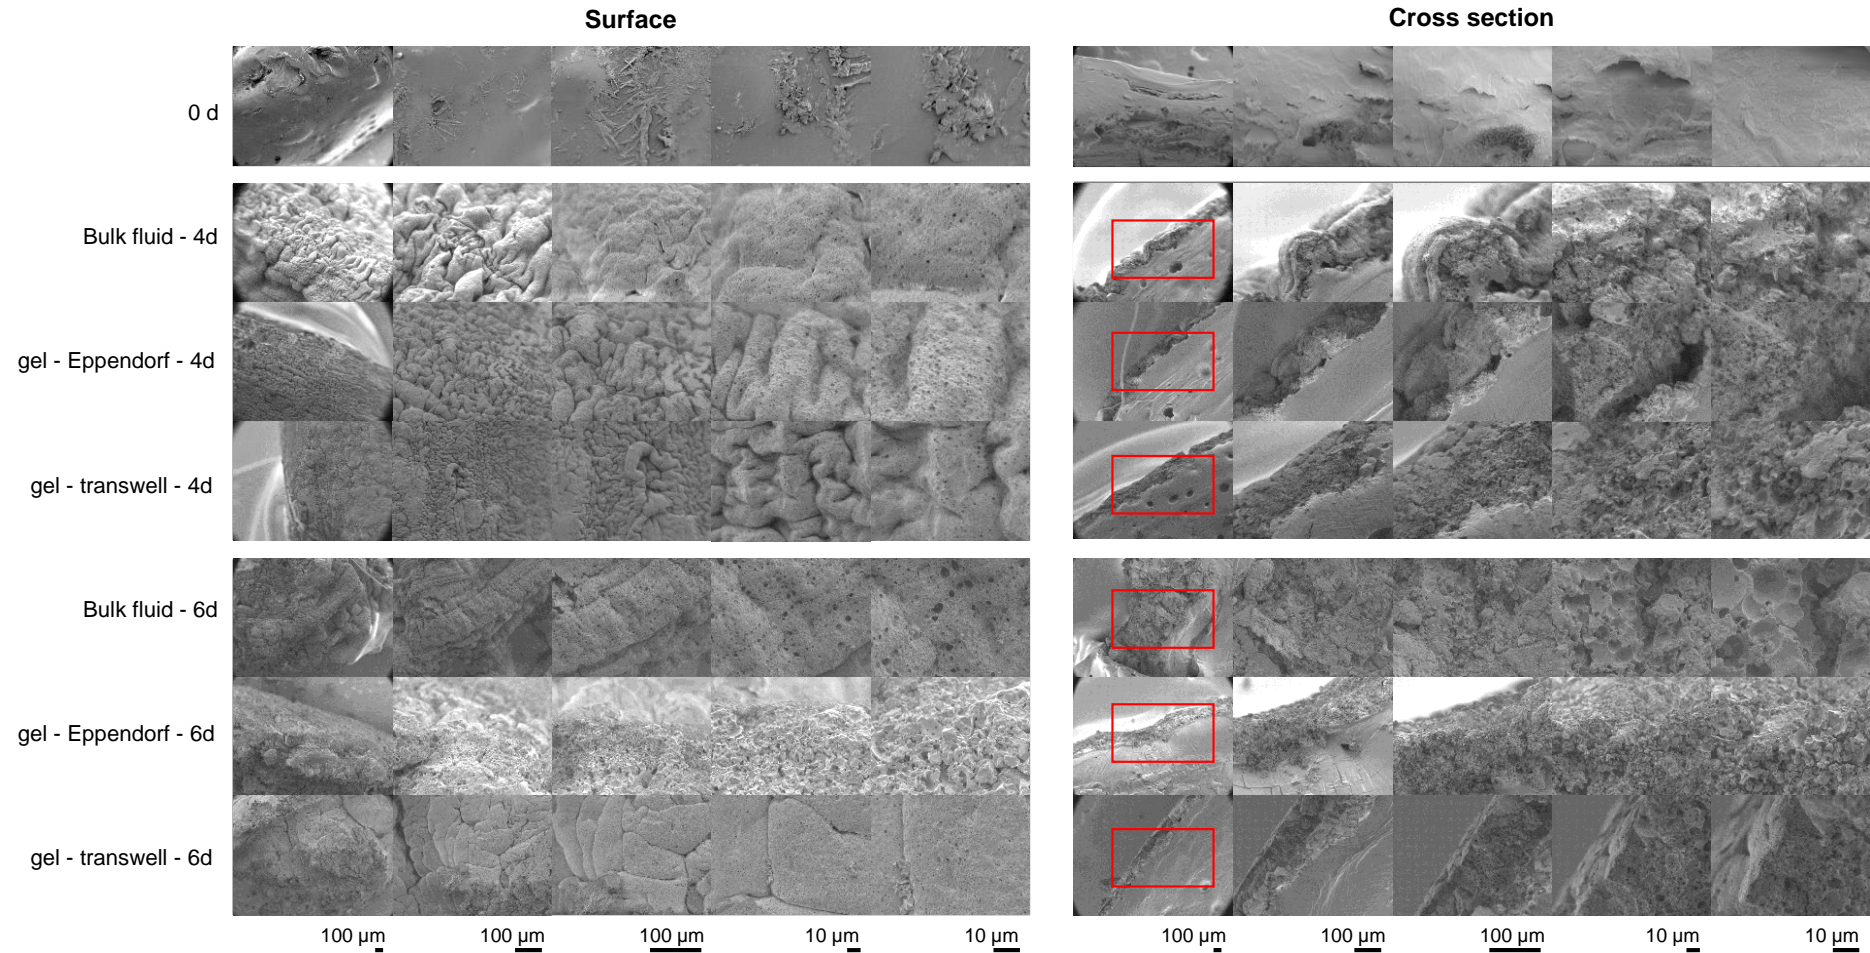 Surface
Cross section
0 d
Bulk fluid - 4d
gel - Eppendorf - 4d
gel - transwell - 4d
Bulk fluid - 6d
gel - Eppendorf - 6d
gel - transwell - 6d
100 µm 100 µm 100 µm 10 µm 10 µm 100 µm 100 µm 100 µm 10 µm 10 µm